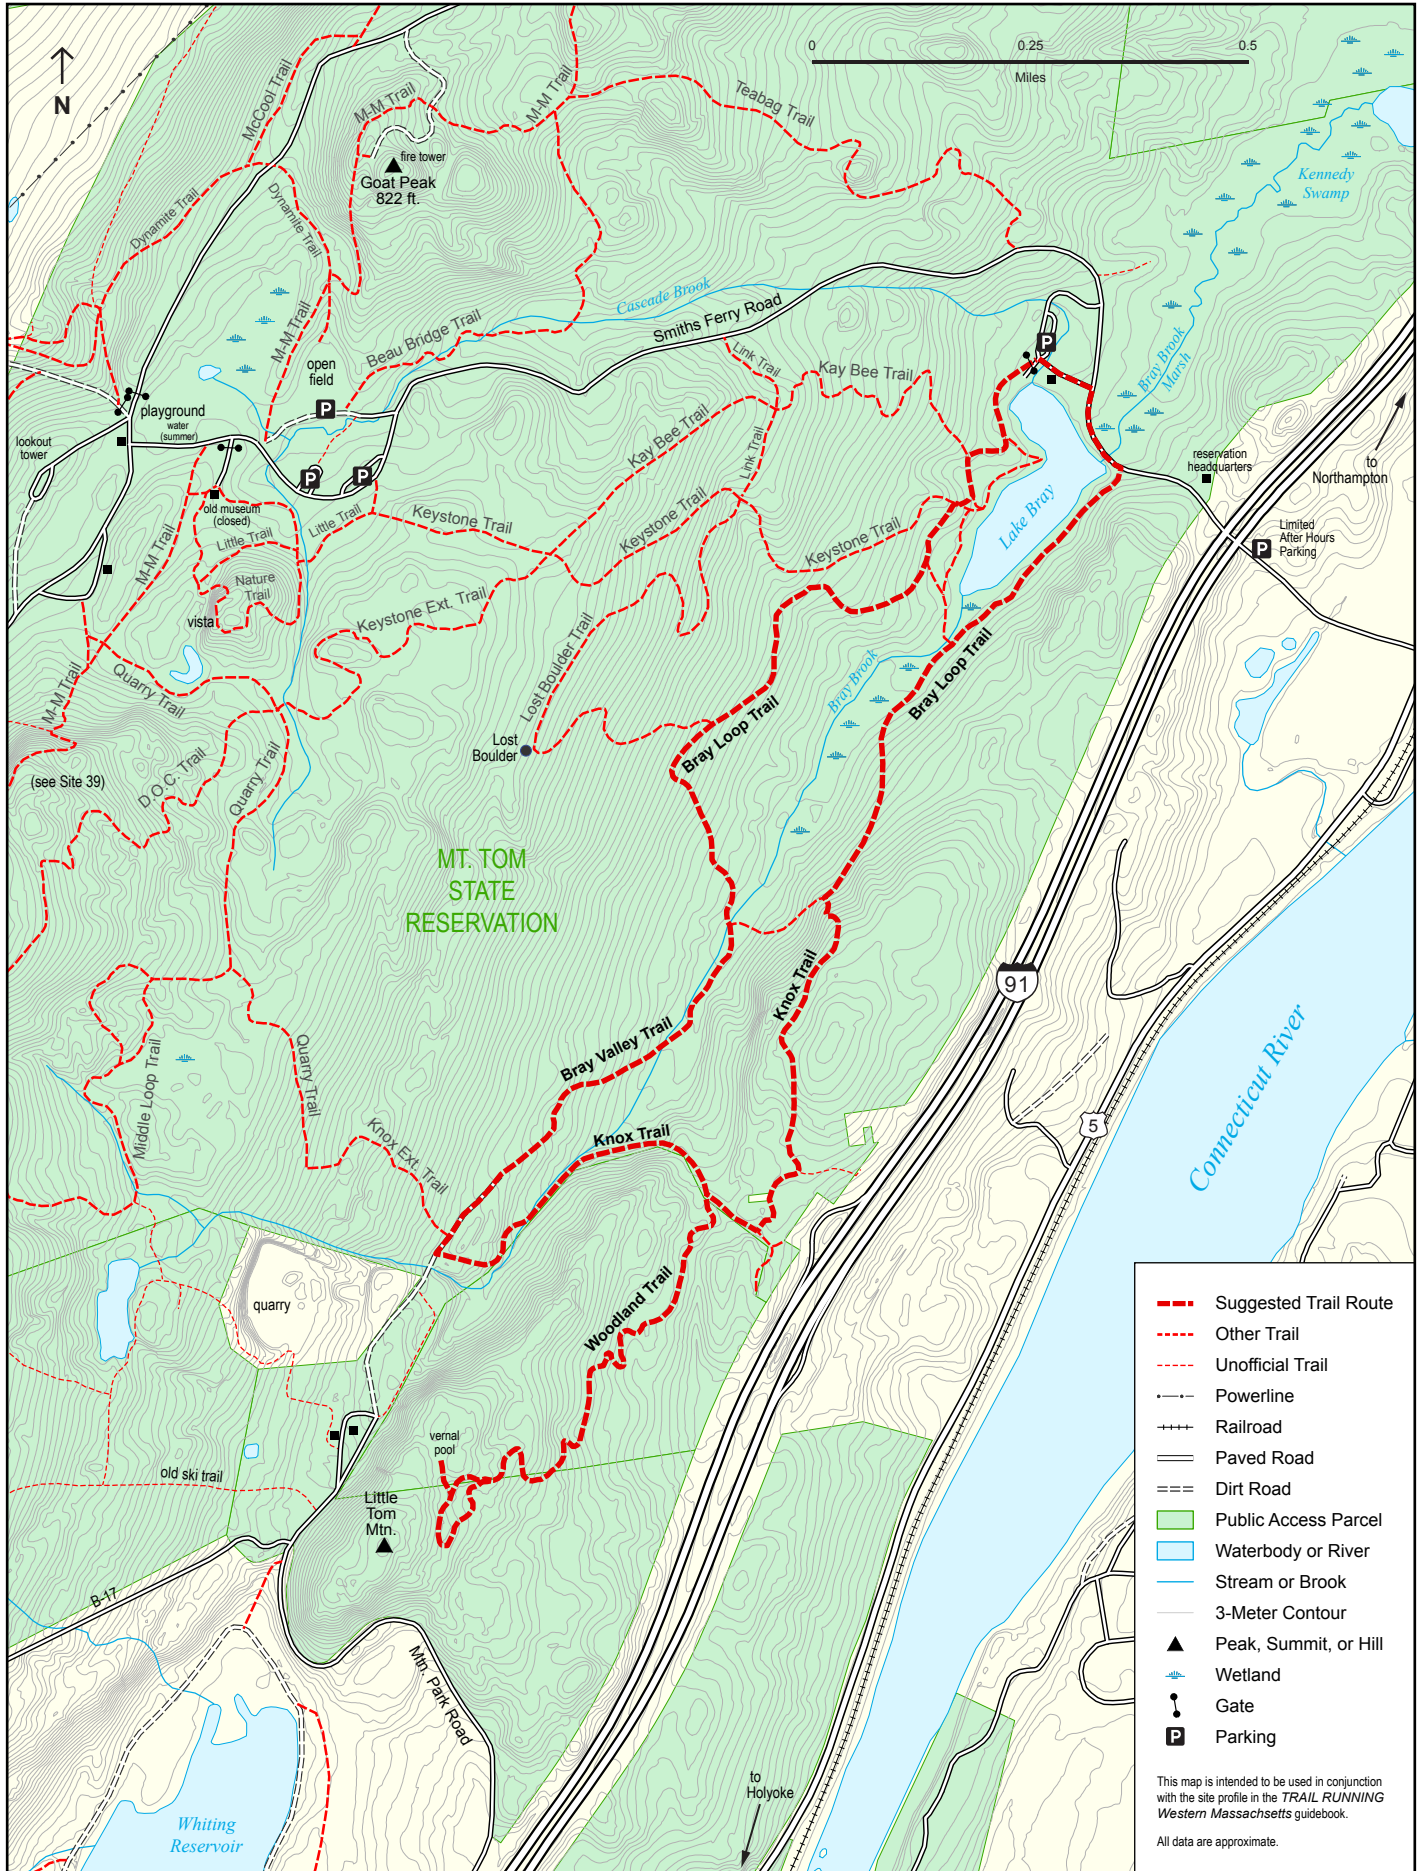 N
0
0.25
0.5
Miles
McCool Trail
M-M Trail
M-M Trail
Teabag Trail
fire tower
Goat Peak
822 ft.
Kennedy
Swamp
Dynamite Trail
Dynamite Trail
M-M Trail
Cascade Brook
Smiths Ferry Road
Beau Bridge Trail
Link Trail
Kay Bee Trail
P
Bray Brook
Marsh
open
field
P
playground
water
(summer)
lookout
tower
Kay Bee Trail
Link Trail
reservation
headquarters
to
Northampton
P
P
old museum
(closed)
Little Trail
Little Trail
Keystone Trail
Keystone Trail
Keystone Trail
Lake Bray
Limited
After Hours
Parking
P
M-M Trail
Nature
Trail
vista
Keystone Ext. Trail
Lost Boulder Trail
Bray Brook
Bray Loop Trail
M-M Trail
Quarry Trail
Bray Loop Trail
Lost
Boulder
(see Site 39)
D.O.C. Trail
Quarry Trail
MT. TOM
STATE
RESERVATION
Knox Trail
91
Connecticut River
Bray Valley Trail
Quarry Trail
Middle Loop Trail
Knox Ext. Trail
Knox Trail
5
quarry
Woodland Trail
vernal
pool
old ski trail
Little
Tom
Mtn.
B-17
Mtn. Park Road
Whiting
Reservoir
to
Holyoke
Suggested Trail Route
Other Trail
Unofficial Trail
Powerline
Railroad
Paved Road
Dirt Road
Public Access Parcel
Waterbody or River
Stream or Brook
3-Meter Contour
Peak, Summit, or Hill
Wetland
Gate
P Parking
This map is intended to be used in conjunction
with the site profile in the TRAIL RUNNING
Western Massachsetts guidebook.
All data are approximate.